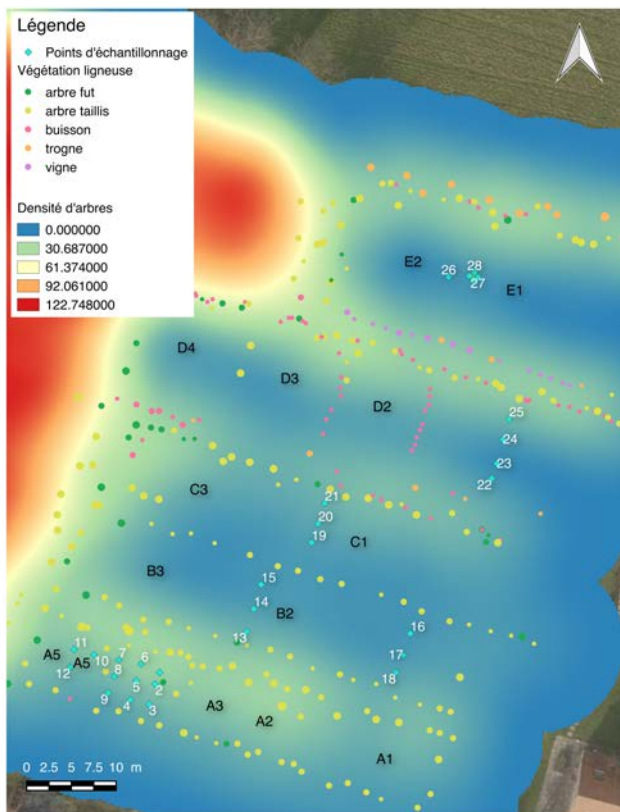 Légende
Points d'échantillonnage
Végétation ligneuse
arbre fut
arbre taillis
buisson
trogne
vigne
Densité d'arbres
0.000000
30.687000
61.374000
92.061000
122.748000
E2
28
26
27
E1
D4
D3
D2
25
24
23
22
C3
21
20
19
C1
B3
15
14
B2
13
16
17
18
A5
11
A5
10
7
6
12
8
5
2
9
4
3
A3
A2
A1
0 2.5 5 7.5 10 m